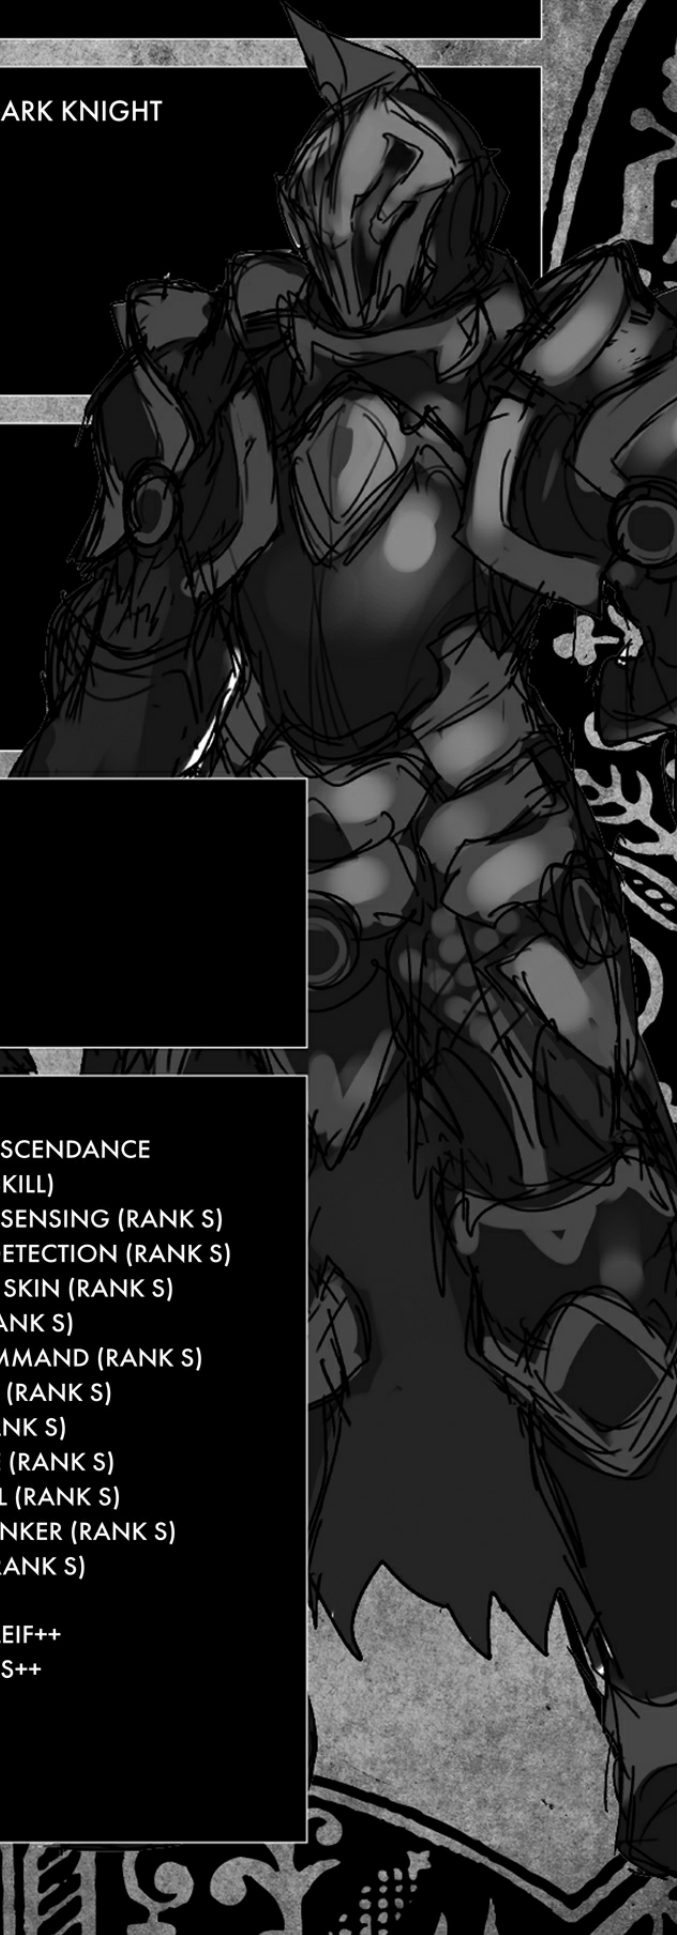 ARK KNIGHT
SCENDANCE
KILL)
SENSING (RANK S)
ETECTION (RANK S)
SKIN (RANK S)
ANK S)
MMAND (RANK S)
(RANK S)
NK S)
(RANK S)
L (RANK S)
NKER (RANK S)
RANK S)
EIF++
S++